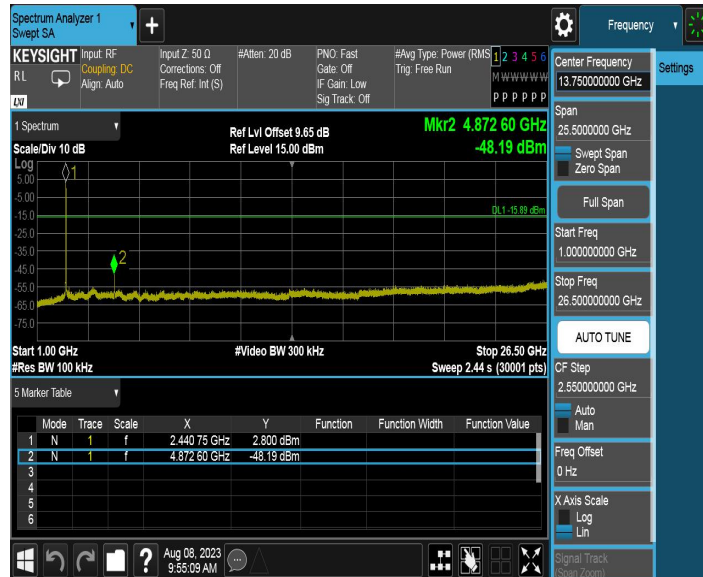 Spectrum Analyzer 1
Swept SA
+
Frequency
KEYSIGHT
RL
LXI
Input: RF
Coupling: DC
Align: Auto
Input Z: 50 Ω
Corrections: Off
Freq Ref: Int (S)
#Atten: 20 dB
PNO: Fast
Gate: Off
IF Gain: Low
Sig Track: Off
#Avg Type: Power (RMS
Trig: Free Run
1 2 3 4 5 6
M W W W W W
P P P P P P
1 Spectrum
Scale/Div 10 dB
Ref Lvl Offset 9.65 dB
Ref Level 15.00 dBm
Mkr2 4.872 60 GHz
-48.19 dBm
Log
5.00
-5.00
-15.0
-25.0
-35.0
-45.0
-55.0
-65.0
-75.0
1
2
DL1 -15.89 dBm
Start 1.00 GHz
#Res BW 100 kHz
#Video BW 300 kHz
Stop 26.50 GHz
Sweep 2.44 s (30001 pts)
5 Marker Table
Mode Trace Scale X Y Function Function Width Function Value
1 N 1 f 2.440 75 GHz 2.800 dBm
2 N 1 f 4.872 60 GHz -48.19 dBm
3
4
5
6
Aug 08, 2023
9:55:09 AM
?
Center Frequency
13.750000000 GHz
Settings
Span
25.5000000 GHz
Swept Span
Zero Span
Full Span
Start Freq
1.000000000 GHz
Stop Freq
26.500000000 GHz
AUTO TUNE
CF Step
2.550000000 GHz
Auto
Man
Freq Offset
0 Hz
X Axis Scale
Log
Lin
Signal Track
(Span Zoom)